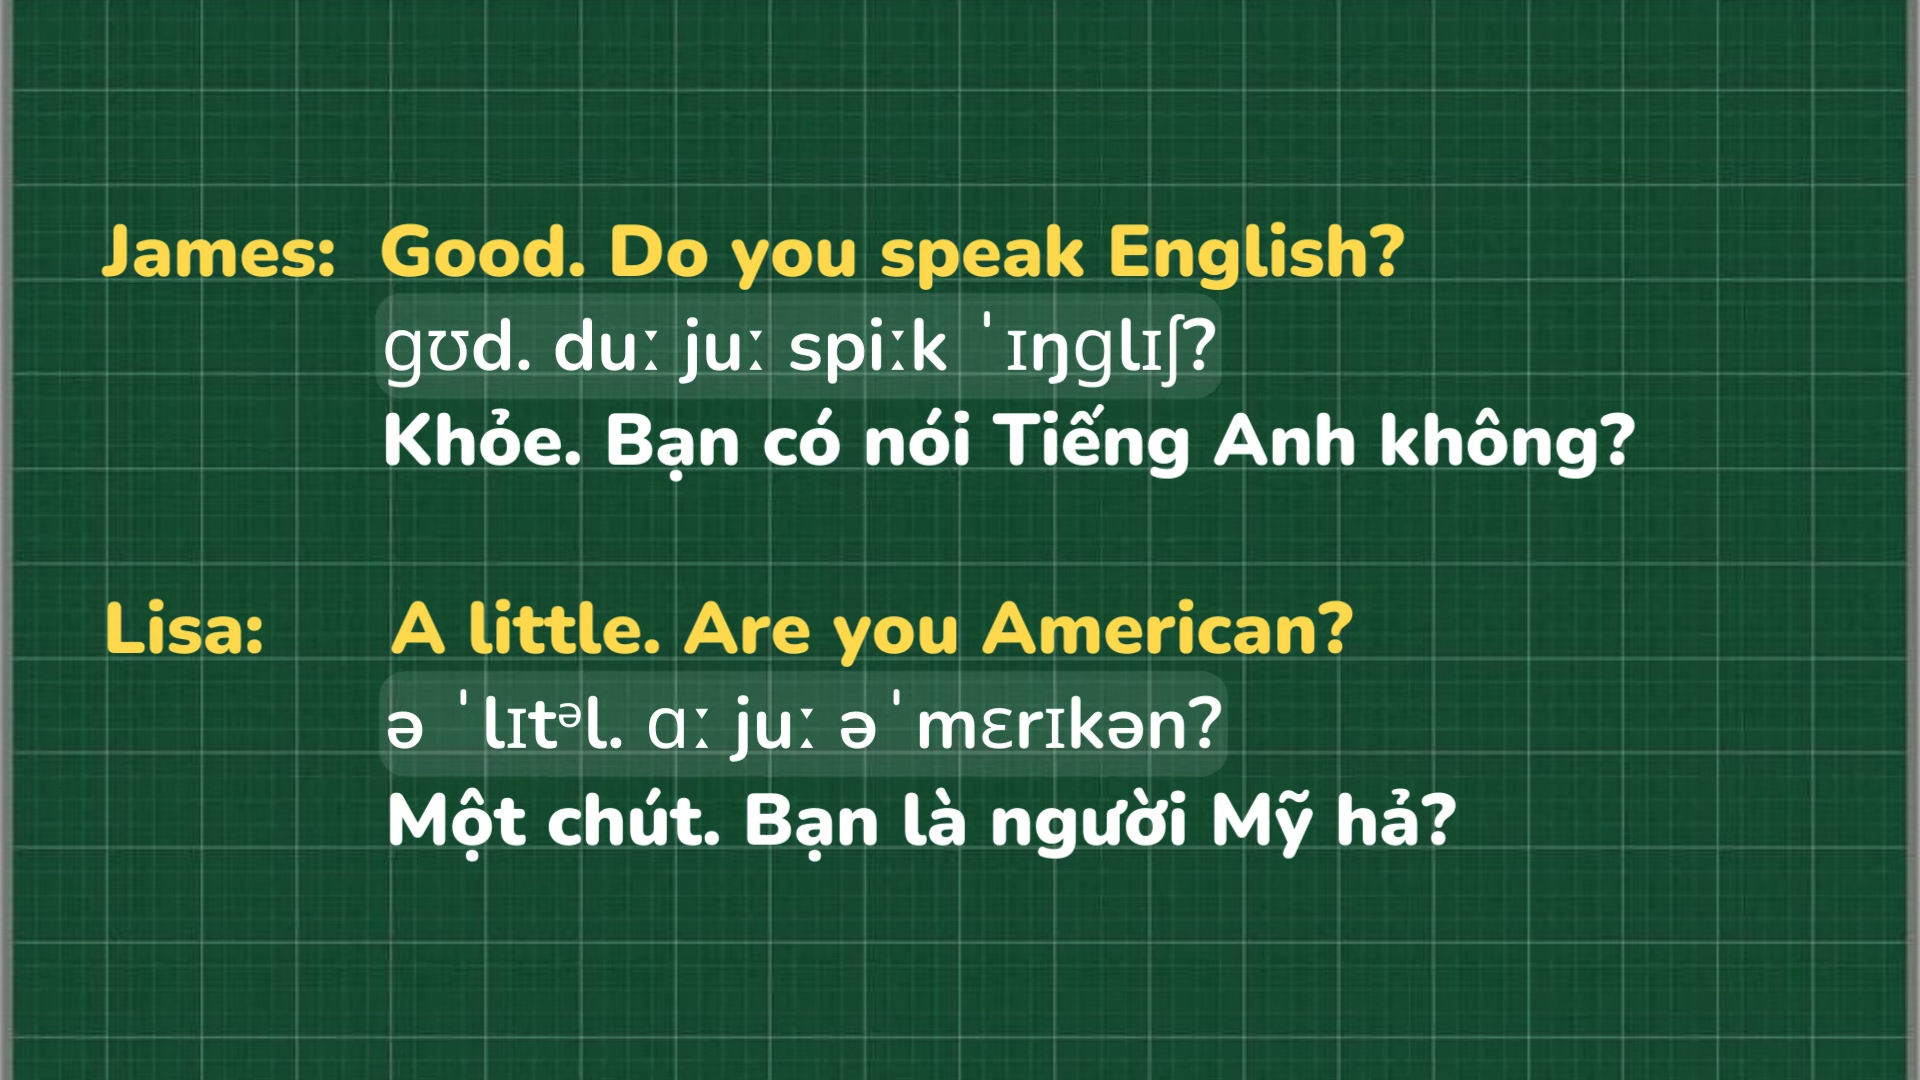 James: Good. Do you speak English?
gʊd. duː juː spiːk ˈɪŋglɪʃ?
Khỏe. Bạn có nói Tiếng Anh không?
Lisa: A little. Are you American?
ə ˈlɪtᵊl. ɑː juː əˈmɛrɪkən?
Một chút. Bạn là người Mỹ hả?